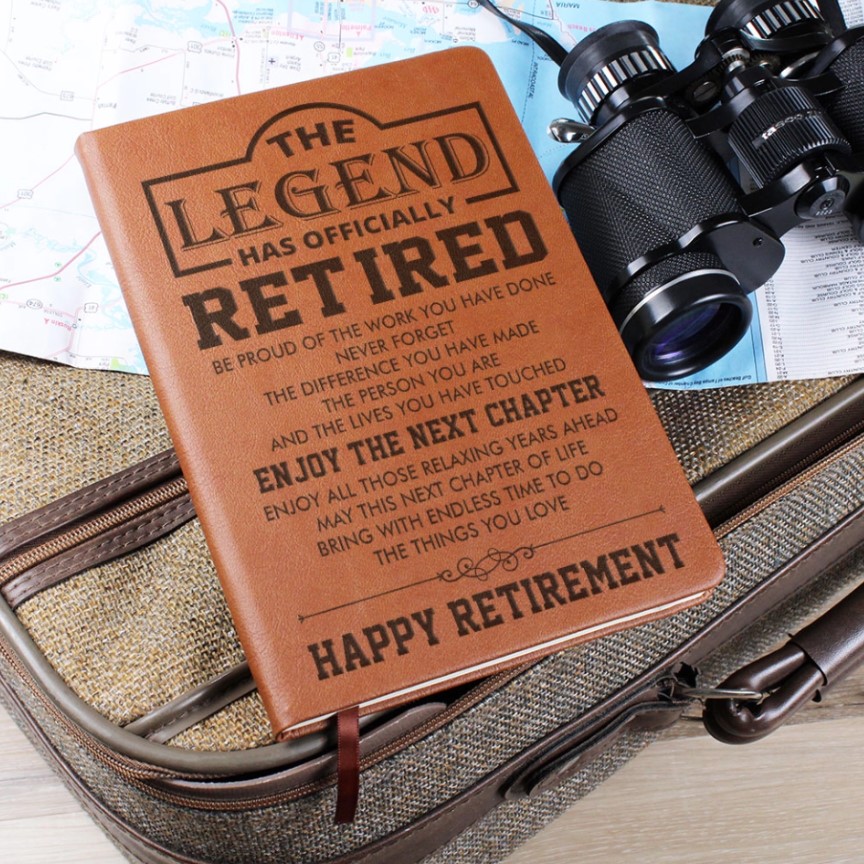 THE
LEGEND
HAS OFFICIALLY
RETIRED
BE PROUD OF THE WORK YOU HAVE DONE
NEVER FORGET
THE DIFFERENCE YOU HAVE MADE
THE PERSON YOU ARE
AND THE LIVES YOU HAVE TOUCHED
ENJOY THE NEXT CHAPTER
ENJOY ALL THOSE RELAXING YEARS AHEAD
MAY THIS NEXT CHAPTER OF LIFE
BRING WITH ENDLESS TIME TO DO
THE THINGS YOU LOVE
HAPPY RETIREMENT